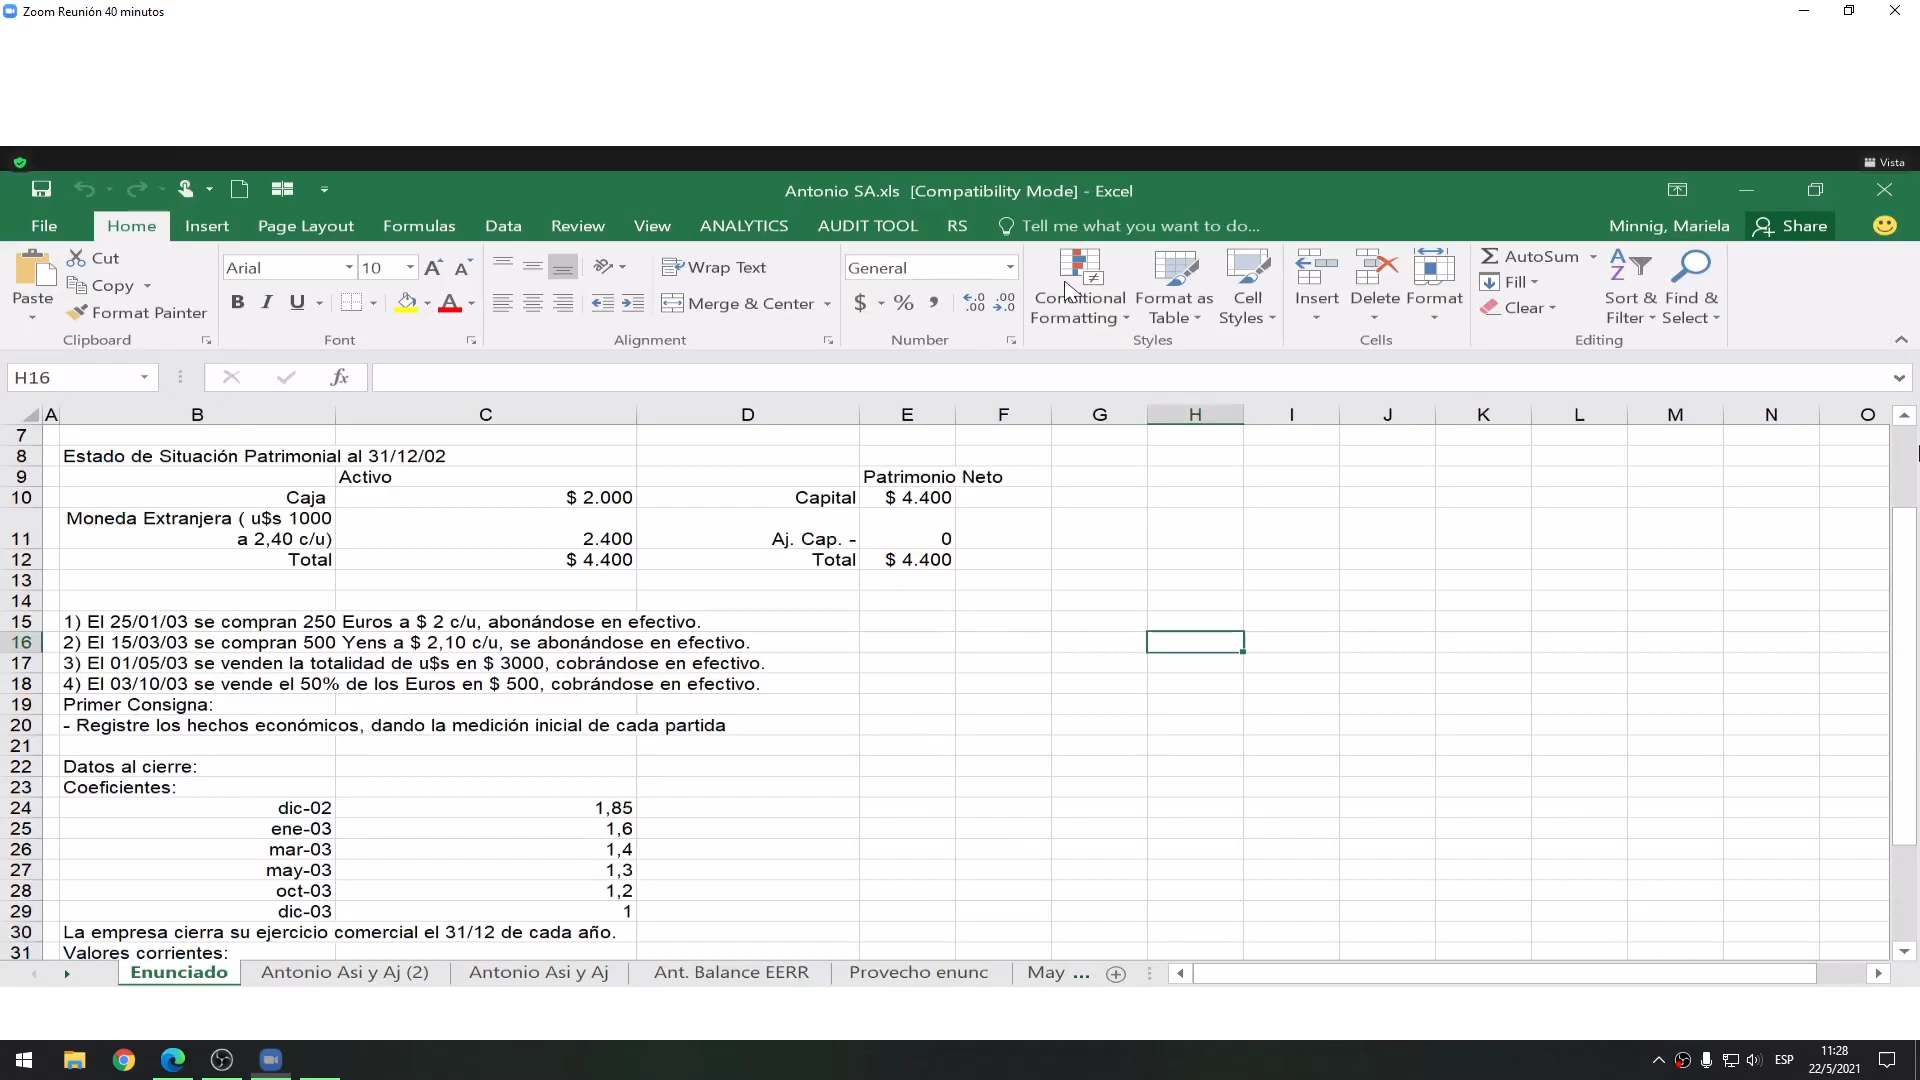 Zoom Reunión 40 minutos
Vista
Antonio SA.xls [Compatibility Mode] - Excel
File Home Insert Page Layout Formulas Data Review View ANALYTICS AUDIT TOOL RS Tell me what you want to do... Minnig, Mariela Share
Paste Cut Copy Format Painter
Clipboard
Arial 10
B I U
Font
Wrap Text
Merge & Center
Alignment
General
$ %
Number
Conditional Formatting
Format as Table
Cell Styles
Styles
Insert Delete Format
Cells
AutoSum
Fill
Clear
Sort & Filter
Find & Select
Editing
H16 fx
A B C D E F G H I J K L M N O
7
8 Estado de Situación Patrimonial al 31/12/02
9 Activo Patrimonio Neto
10 Caja $ 2.000 Capital $ 4.400
Moneda Extranjera ( u$s 1000
11 a 2,40 c/u) 2.400 Aj. Cap. - 0
12 Total $ 4.400 Total $ 4.400
13
14
15 1) El 25/01/03 se compran 250 Euros a $ 2 c/u, abonándose en efectivo.
16 2) El 15/03/03 se compran 500 Yens a $ 2,10 c/u, se abonándose en efectivo.
17 3) El 01/05/03 se venden la totalidad de u$s en $ 3000, cobrándose en efectivo.
18 4) El 03/10/03 se vende el 50% de los Euros en $ 500, cobrándose en efectivo.
19 Primer Consigna:
20 - Registre los hechos económicos, dando la medición inicial de cada partida
21
22 Datos al cierre:
23 Coeficientes:
24 dic-02 1,85
25 ene-03 1,6
26 mar-03 1,4
27 may-03 1,3
28 oct-03 1,2
29 dic-03 1
30 La empresa cierra su ejercicio comercial el 31/12 de cada año.
31 Valores corrientes:
Enunciado Antonio Asi y Aj (2) Antonio Asi y Aj Ant. Balance EERR Provecho enunc May ...
ESP
11:28
22/5/2021